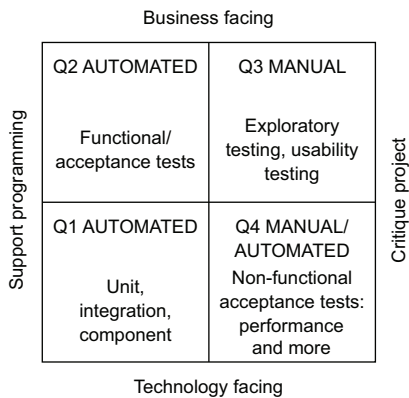 Business facing
Support programming
Q2 AUTOMATED
Functional/
acceptance tests
Q3 MANUAL
Exploratory
testing, usability
testing
Q1 AUTOMATED
Unit,
integration,
component
Q4 MANUAL/
AUTOMATED
Non-functional
acceptance tests:
performance
and more
Critique project
Technology facing